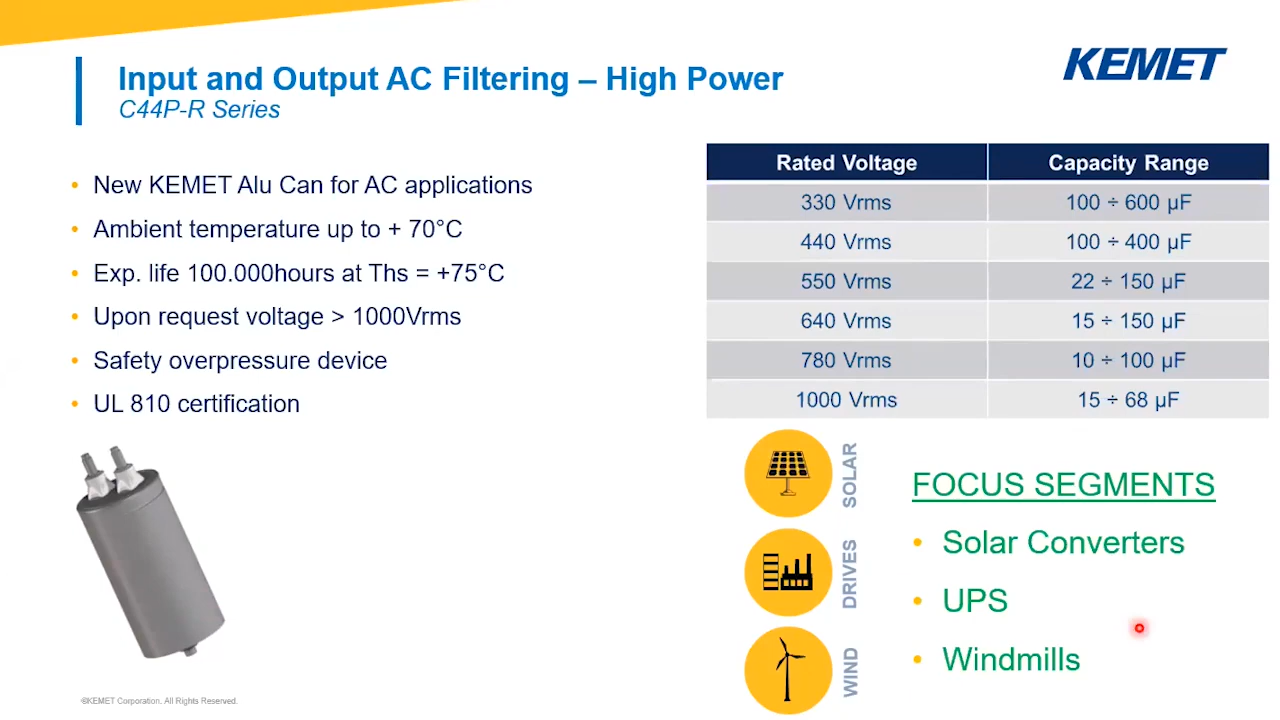 Input and Output AC Filtering – High Power
C44P-R Series
KEMET
• New KEMET Alu Can for AC applications
• Ambient temperature up to + 70°C
• Exp. life 100.000hours at Ths = +75°C
• Upon request voltage > 1000Vrms
• Safety overpressure device
• UL 810 certification
Rated Voltage Capacity Range
330 Vrms 100 ÷ 600 µF
440 Vrms 100 ÷ 400 µF
550 Vrms 22 ÷ 150 µF
640 Vrms 15 ÷ 150 µF
780 Vrms 10 ÷ 100 µF
1000 Vrms 15 ÷ 68 µF
SOLAR
DRIVES
WIND
FOCUS SEGMENTS
• Solar Converters
• UPS
• Windmills
©KEMET Corporation. All Rights Reserved.